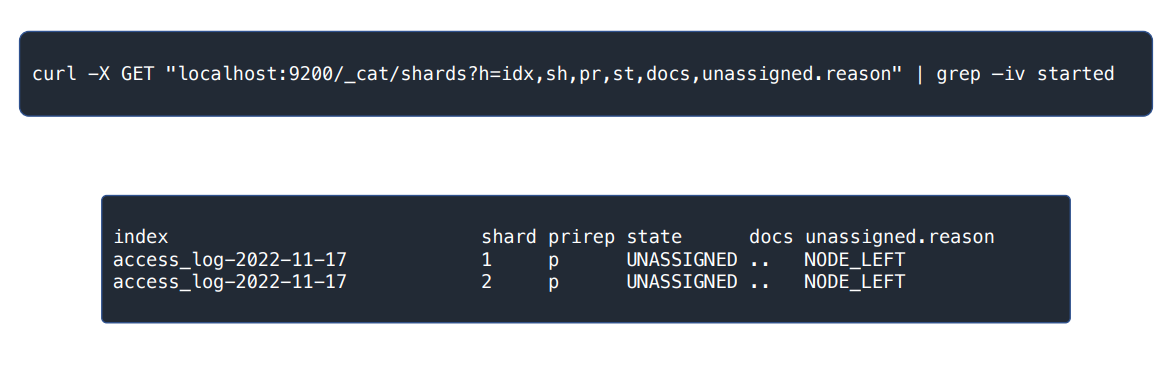 curl -X GET "localhost:9200/_cat/shards?h=idx,sh,pr,st,docs,unassigned.reason" | grep -iv started
index shard prirep state docs unassigned.reason
access_log-2022-11-17 1 p UNASSIGNED .. NODE_LEFT
access_log-2022-11-17 2 p UNASSIGNED .. NODE_LEFT